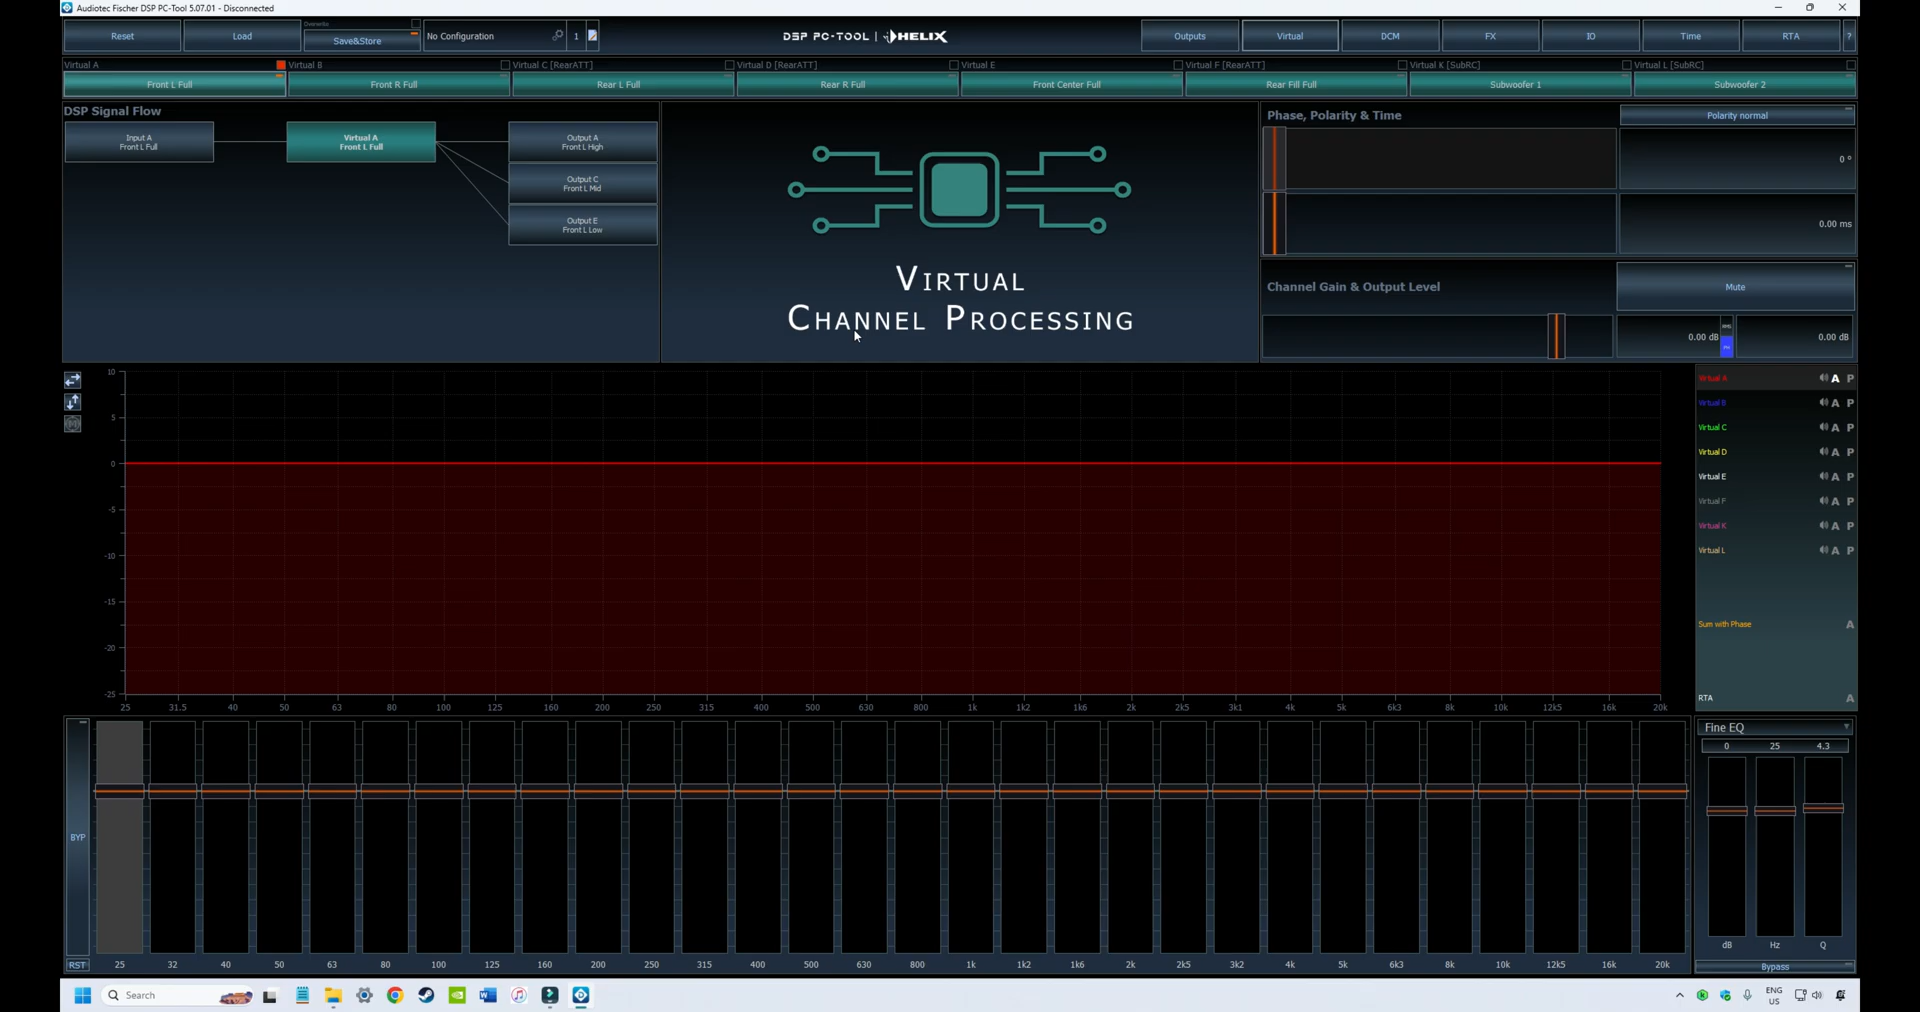 Audiotec Fischer DSP PC-Tool 5.07.01 - Disconnected
Reset
Load
Overwrite
Save&Store
No Configuration
1
DSP PC-TOOL | HELIX
Outputs
Virtual
DCM
FX
IO
Time
RTA
?
Virtual A
Virtual B
Virtual C [RearATT]
Virtual D [RearATT]
Virtual E
Virtual F [RearATT]
Virtual K [SubRC]
Virtual L [SubRC]
Front L Full
Front R Full
Rear L Full
Rear R Full
Front Center Full
Rear Fill Full
Subwoofer 1
Subwoofer 2
DSP Signal Flow
Input A
Front L Full
Virtual A
Front L Full
Output A
Front L High
Output C
Front L Mid
Output E
Front L Low
Virtual
Channel Processing
Phase, Polarity & Time
Polarity normal
0 °
0.00 ms
Channel Gain & Output Level
Mute
0.00 dB
0.00 dB
10
5
0
-5
-10
-15
-20
-25
25 31.5 40 50 63 80 100 125 160 200 250 315 400 500 630 800 1k 1k2 1k6 2k 2k5 3k1 4k 5k 6k3 8k 10k 12k5 16k 20k
Virtual A A P
Virtual B A P
Virtual C A P
Virtual D A P
Virtual E A P
Virtual F A P
Virtual K A P
Virtual L A P
Sum with Phase A
RTA A
BYP
RST
25 32 40 50 63 80 100 125 160 200 250 315 400 500 630 800 1k 1k2 1k6 2k 2k5 3k2 4k 5k 6k3 8k 10k 12k5 16k 20k
Fine EQ
0 25 4.3
dB Hz Q
Bypass
Search
ENG
US